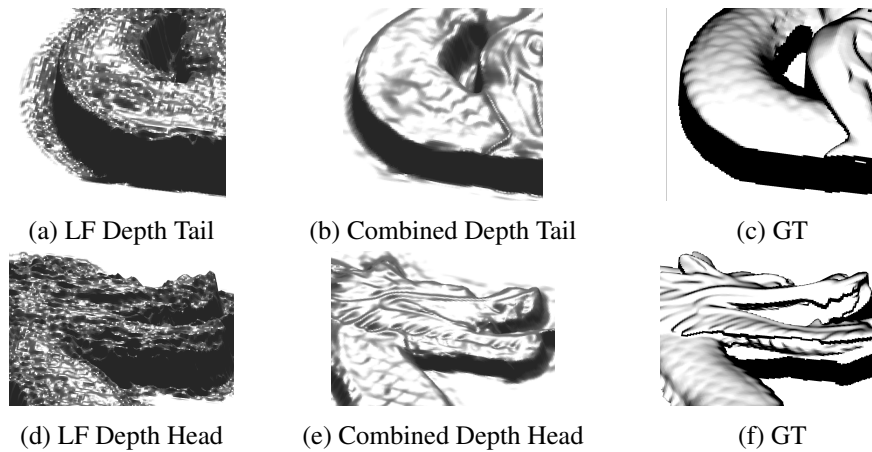 (a) LF Depth Tail
(b) Combined Depth Tail
(c) GT
(d) LF Depth Head
(e) Combined Depth Head
(f) GT